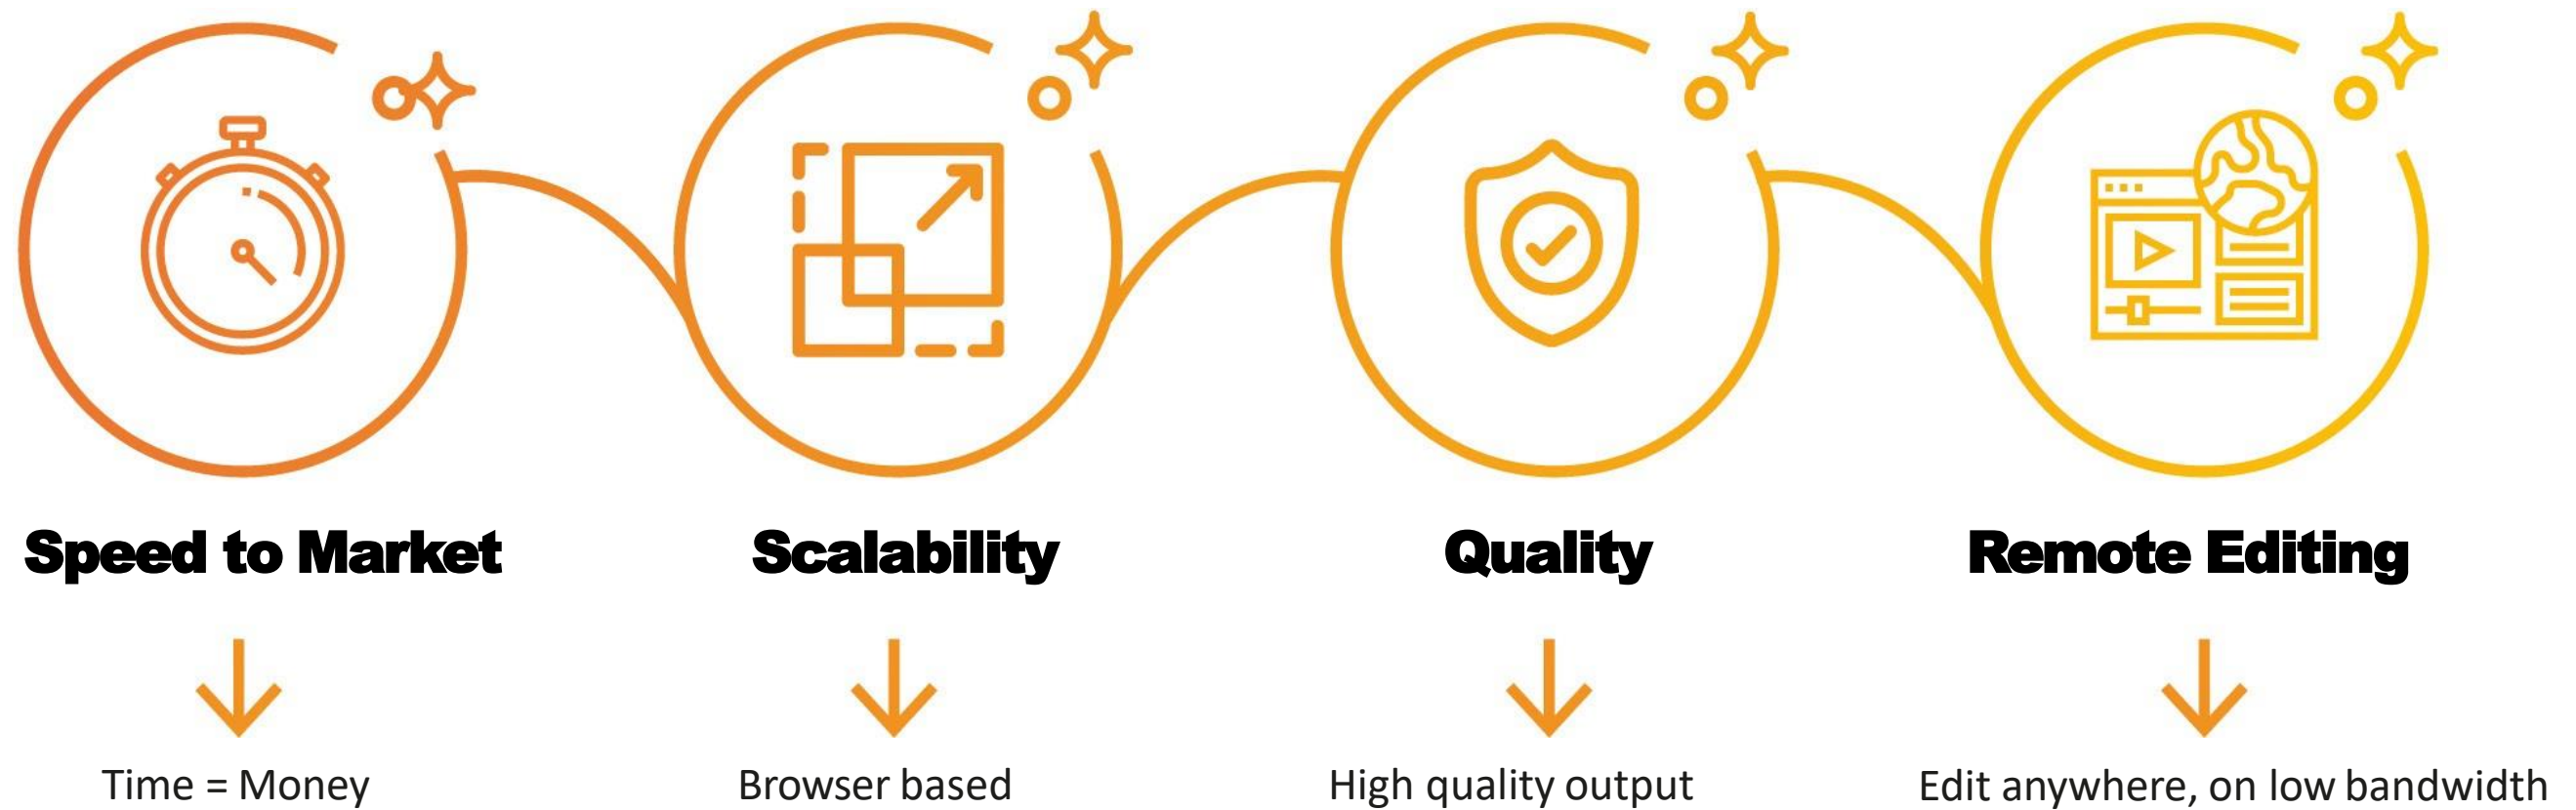 Speed to Market
Scalability
Quality
Remote Editing
Time = Money
Browser based
High quality output
Edit anywhere, on low bandwidth